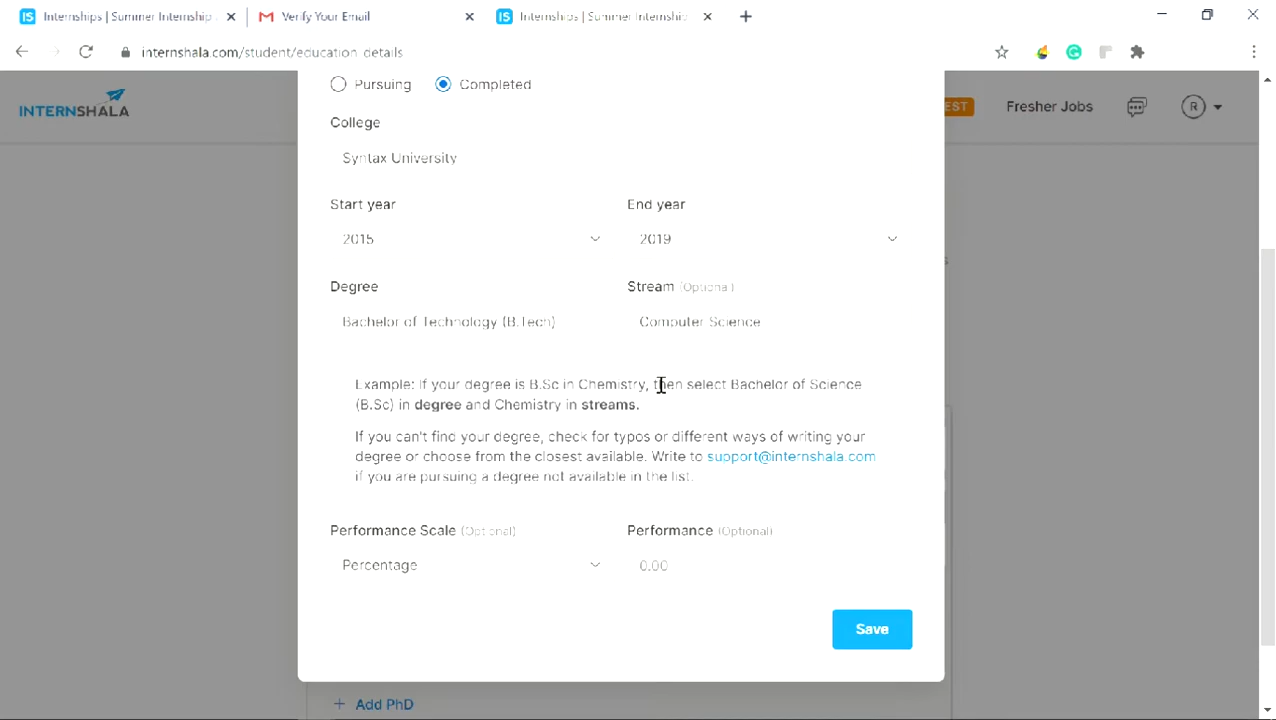 Internships | Summer Internship
Verify Your Email
Internships | Summer Internship
internshala.com/student/education_details
INTERNSHALA
EST
Fresher Jobs
R
Pursuing
Completed
College
Syntax University
Start year
End year
2015
2019
Degree
Stream (Optional)
Bachelor of Technology (B.Tech)
Computer Science
Example: If your degree is B.Sc in Chemistry, then select Bachelor of Science
(B.Sc) in degree and Chemistry in streams.
If you can't find your degree, check for typos or different ways of writing your
degree or choose from the closest available. Write to support@internshala.com
if you are pursuing a degree not available in the list.
Performance Scale (Optional)
Performance (Optional)
Percentage
0.00
Save
+ Add PhD